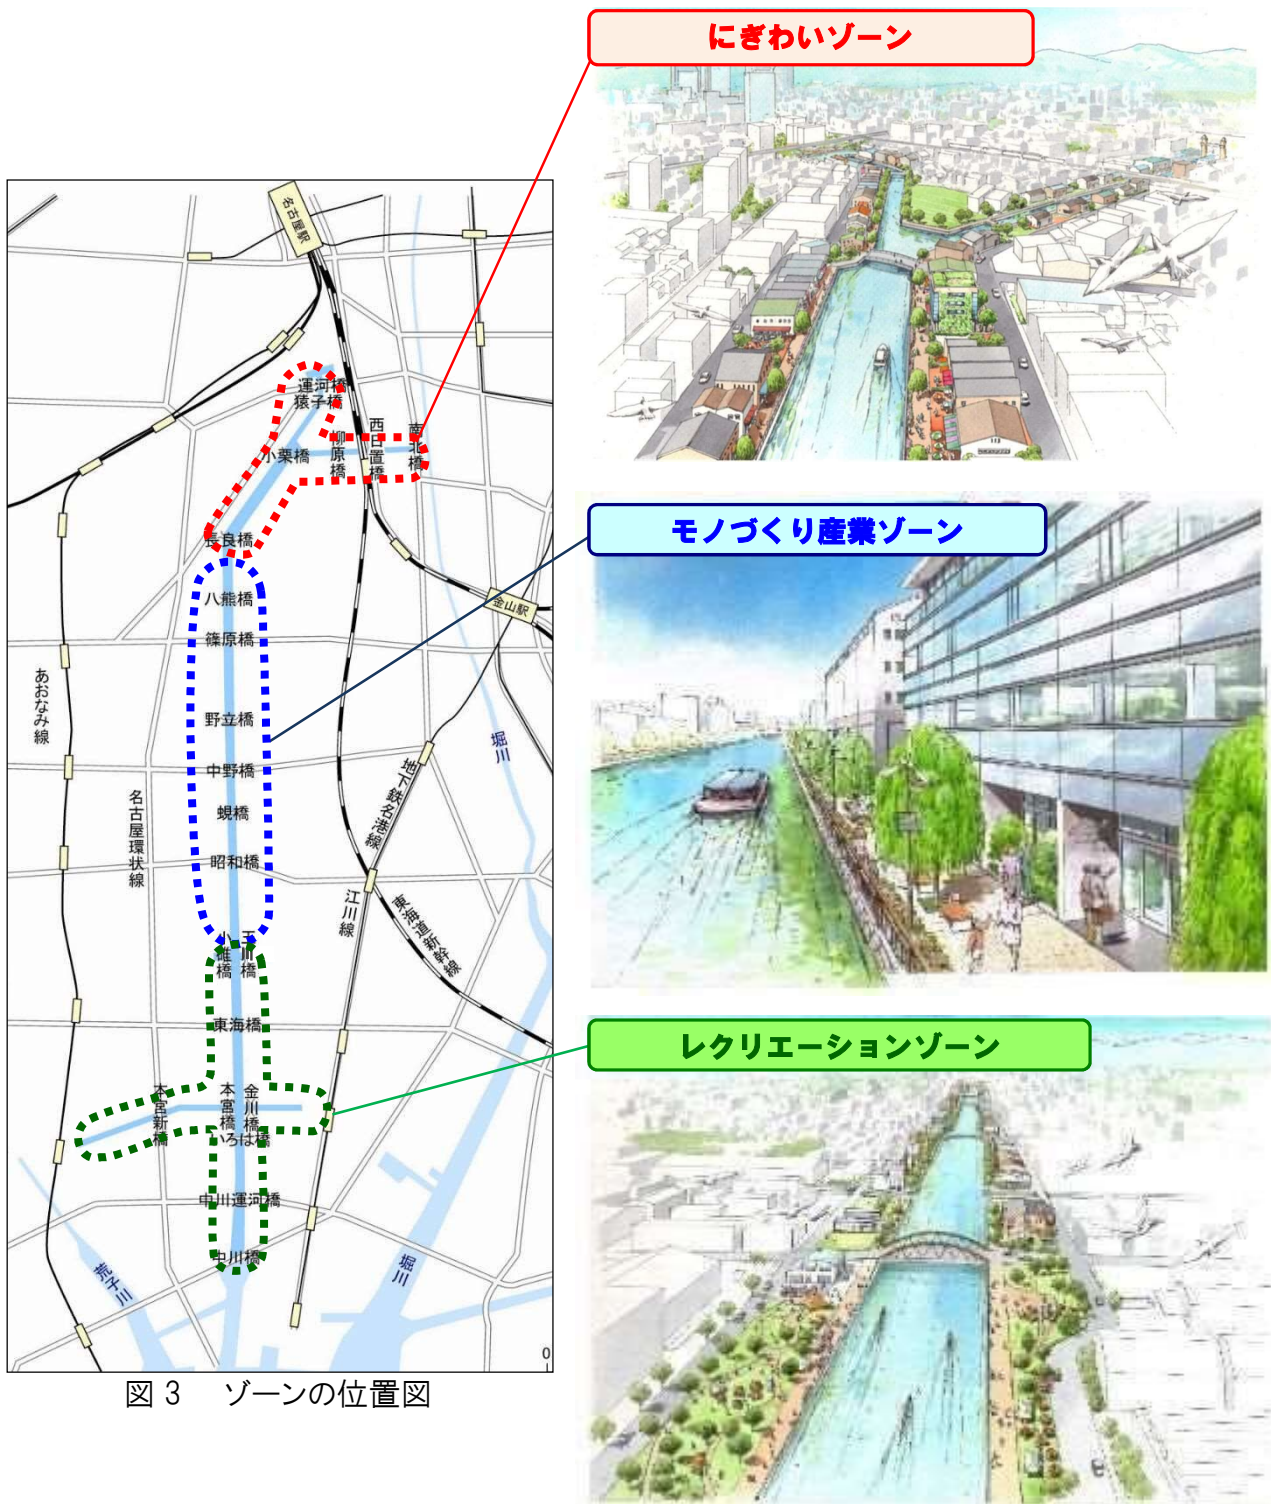 にぎわいゾーン
名古屋駅
運河橋
猿子橋
小栗橋
柳原橋
西日置橋
南北橋
長良橋
モノづくり産業ゾーン
八熊橋
金山駅
篠原橋
あおなみ線
野立橋
堀川
中野橋
地下鉄名港線
名古屋環状線
蜆橋
昭和橋
江川線
東海道新幹線
小碓橋
玉川橋
東海橋
レクリエーションゾーン
本宮新橋
本宮橋
金川橋
いろは橋
中川運河橋
中川橋
荒子川
堀川
0
図 3 ゾーンの位置図